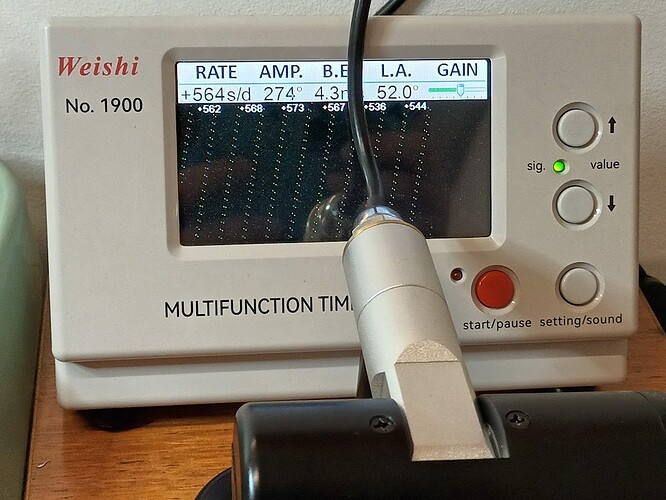 Weishi
No. 1900
RATE AMP. L.A. GAIN
+564s/d 274° 52.0°
+562 +568 +573 +567 +536 +544
sig. value
MULTIFUNCTION
start/pause setting/sound